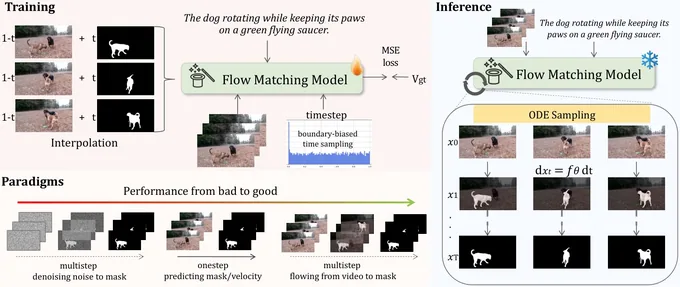 Training
The dog rotating while keeping its paws
on a green flying saucer.
1-t
+ t
1-t
+ t
1-t
+ t
Interpolation
Flow Matching Model
MSE
loss
Vgt
timestep
boundary-biased
time sampling
Paradigms
Performance from bad to good
multistep
denoising noise to mask
onestep
predicting mask/velocity
multistep
flowing from video to mask
Inference
The dog rotating while keeping its
paws on a green flying saucer.
Flow Matching Model
ODE Sampling
x0
dxt = fθ dt
x1
xT